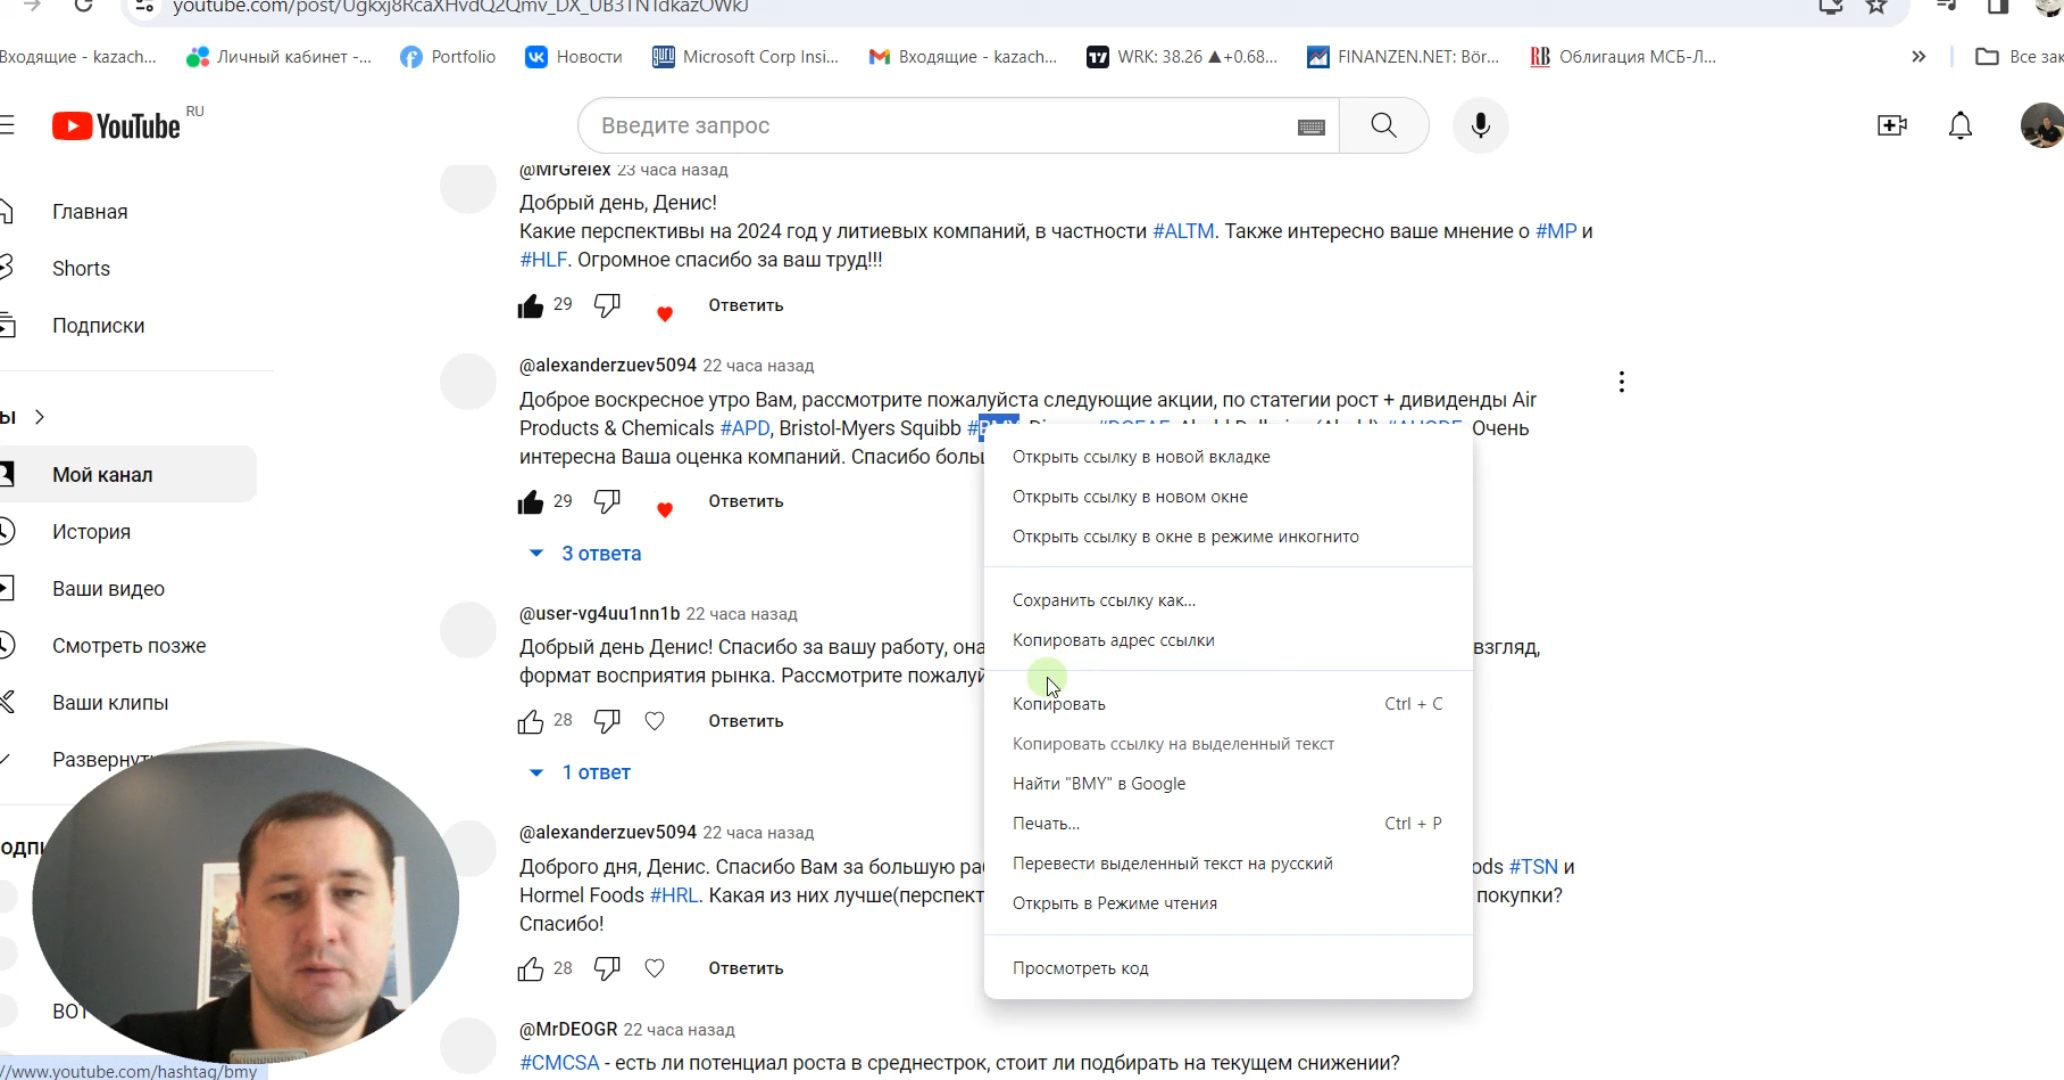 youtube.com/post/Ugkxj8RcaXHvdQ2Qmv_DX_UB3TNTdkazOWkJ
Входящие - kazach...
Личный кабинет -...
Portfolio
Новости
Microsoft Corp Insi...
Входящие - kazach...
WRK: 38.26 ▲+0.68...
FINANZEN.NET: Bör...
Облигация МСБ-Л...
»
Все зак
YouTube RU
Введите запрос
Главная
Shorts
Подписки
ы >
Мой канал
История
Ваши видео
Смотреть позже
Ваши клипы
Развернут
одпи
ВОТ
@MrGrelex 23 часа назад
Добрый день, Денис!
Какие перспективы на 2024 год у литиевых компаний, в частности #ALTM. Также интересно ваше мнение о #MP и
#HLF. Огромное спасибо за ваш труд!!!
29 Ответить
@alexanderzuev5094 22 часа назад
Доброе воскресное утро Вам, рассмотрите пожалуйста следующие акции, по статегии рост + дивиденды Air
Products & Chemicals #APD, Bristol-Myers Squibb #BMY Очень
интересна Ваша оценка компаний. Спасибо боль
29 Ответить
3 ответа
@user-vg4uu1nn1b 22 часа назад
Добрый день Денис! Спасибо за вашу работу, она взгляд,
формат восприятия рынка. Рассмотрите пожалуй
28 Ответить
1 ответ
@alexanderzuev5094 22 часа назад
Доброго дня, Денис. Спасибо Вам за большую ра ods #TSN и
Hormel Foods #HRL. Какая из них лучше(перспект покупки?
Спасибо!
28 Ответить
@MrDEOGR 22 часа назад
#CMCSA - есть ли потенциал роста в среднестрок, стоит ли подбирать на текущем снижении?
Открыть ссылку в новой вкладке
Открыть ссылку в новом окне
Открыть ссылку в окне в режиме инкогнито
Сохранить ссылку как...
Копировать адрес ссылки
Копировать Ctrl + C
Копировать ссылку на выделенный текст
Найти "BMY" в Google
Печать... Ctrl + P
Перевести выделенный текст на русский
Открыть в Режиме чтения
Просмотреть код
//www.youtube.com/hashtag/bmy